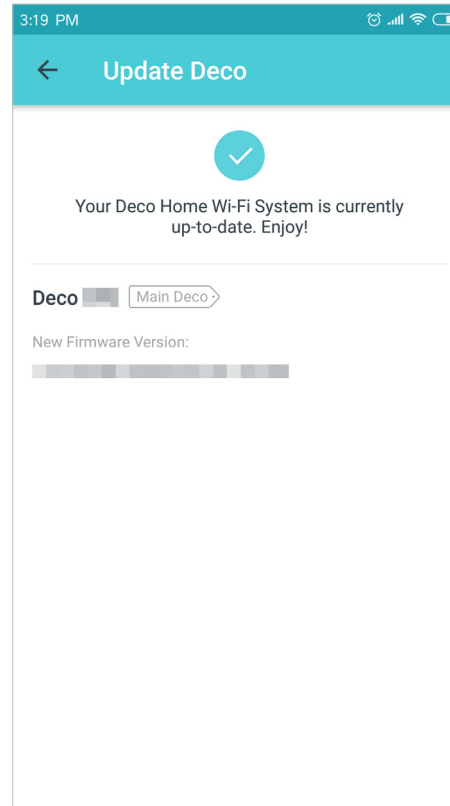 3:19 PM
Update Deco
Your Deco Home Wi-Fi System is currently
up-to-date. Enjoy!
Deco
Main Deco
New Firmware Version: